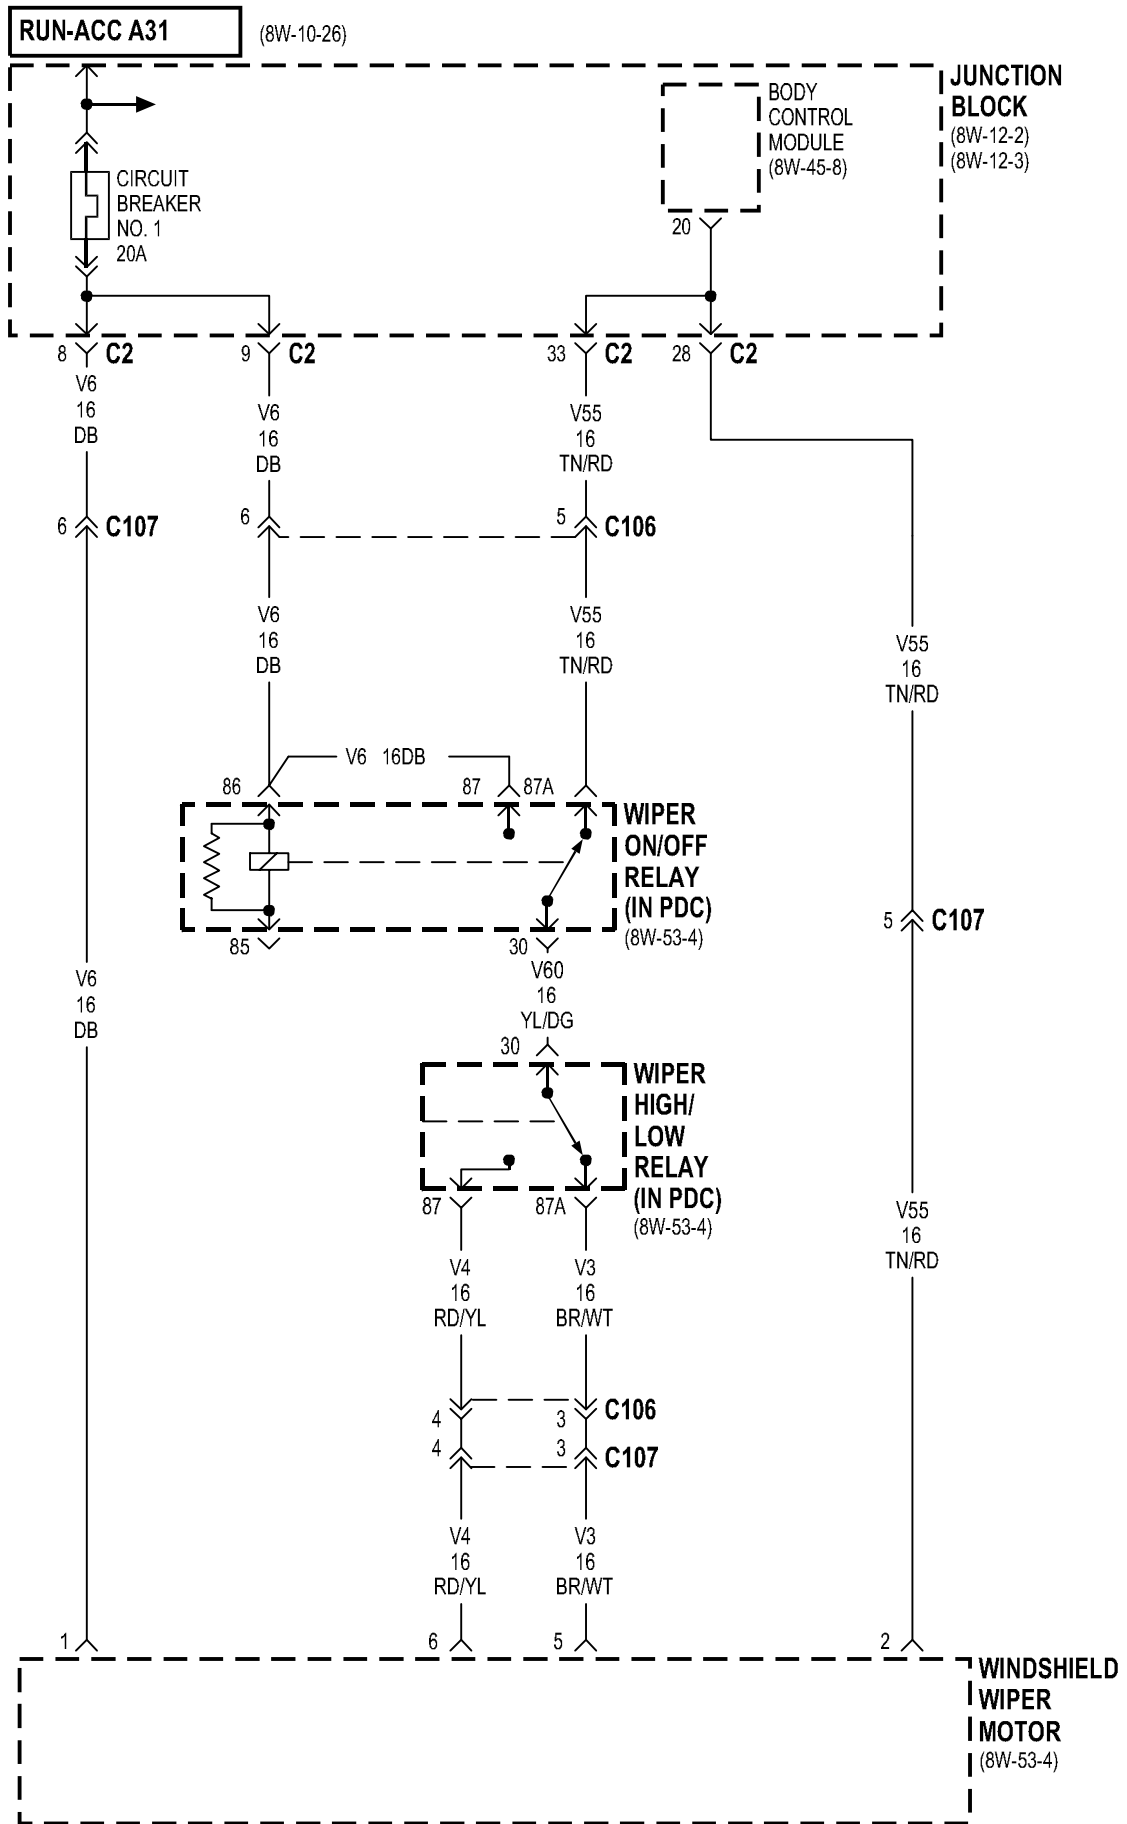 RUN-ACC A31
(8W-10-26)
JUNCTION
BLOCK
(8W-12-2)
(8W-12-3)
BODY
CONTROL
MODULE
(8W-45-8)
CIRCUIT
BREAKER
NO. 1
20A
20
8 C2
9 C2
33 C2
28 C2
V6
16
DB
V6
16
DB
V55
16
TN/RD
6 C107
6
5 C106
V6
16
DB
V55
16
TN/RD
V55
16
TN/RD
V6 16DB
86
87
87A
WIPER
ON/OFF
RELAY
(IN PDC)
(8W-53-4)
85
30
5 C107
V6
16
DB
V60
16
YL/DG
30
WIPER
HIGH/
LOW
RELAY
(IN PDC)
(8W-53-4)
87
87A
V55
16
TN/RD
V4
16
RD/YL
V3
16
BR/WT
4
3 C106
4
3 C107
V4
16
RD/YL
V3
16
BR/WT
1
6
5
2
WINDSHIELD
WIPER
MOTOR
(8W-53-4)